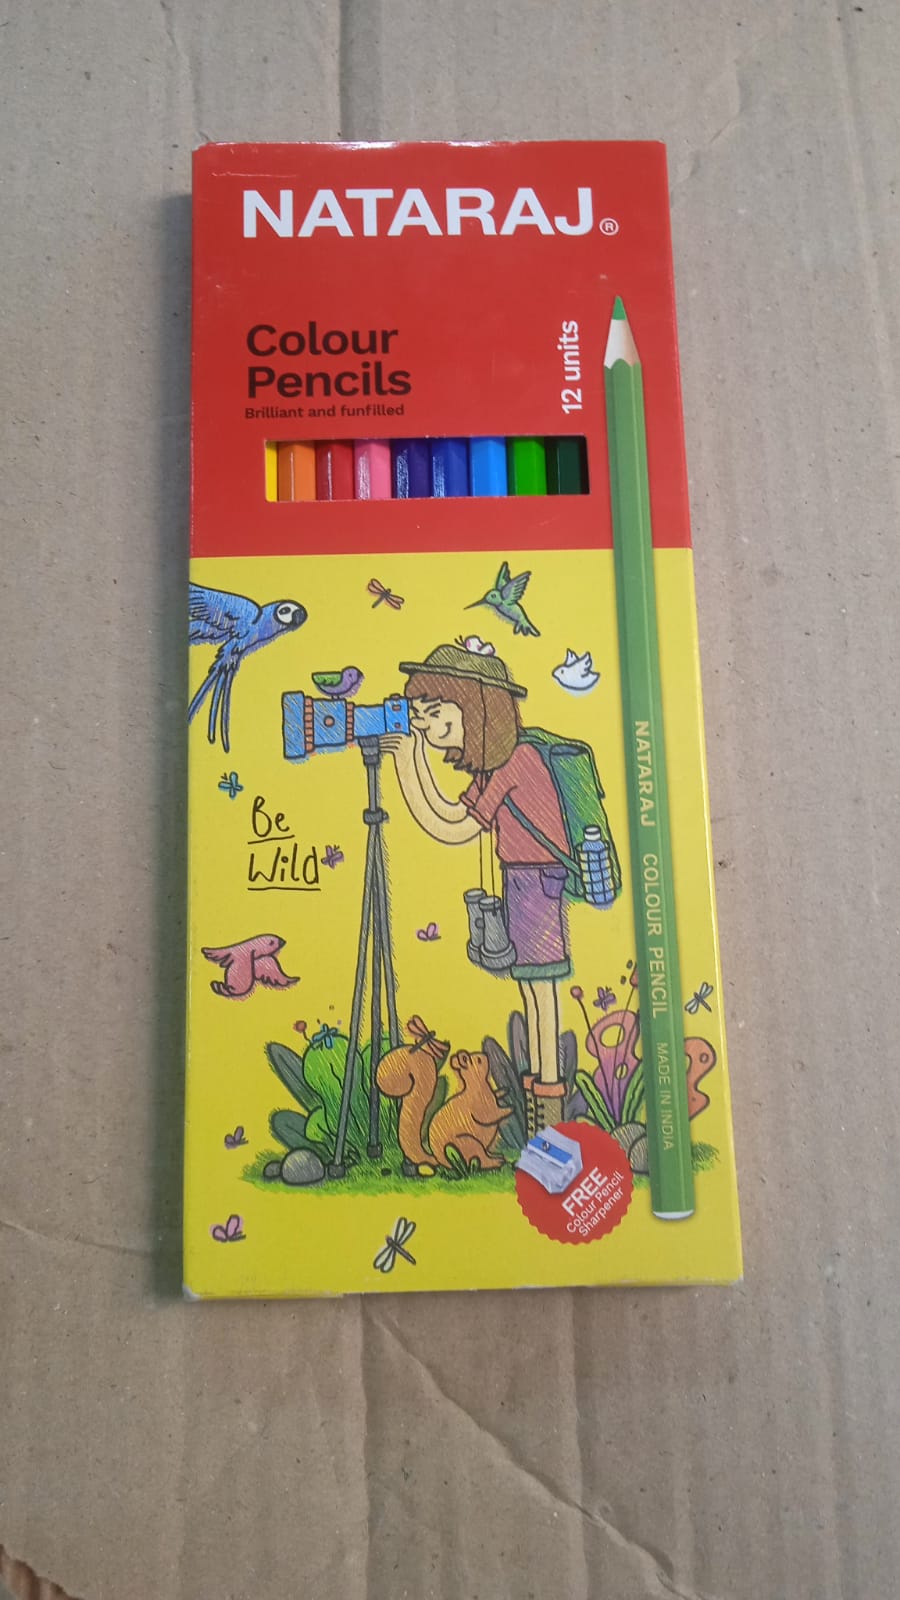 NATARAJ®
Colour
Pencils
Brilliant and funfilled
12 units
Be
Wild
NATARAJ COLOUR PENCIL MADE IN INDIA
FREE
Colour Pencil
Sharpener